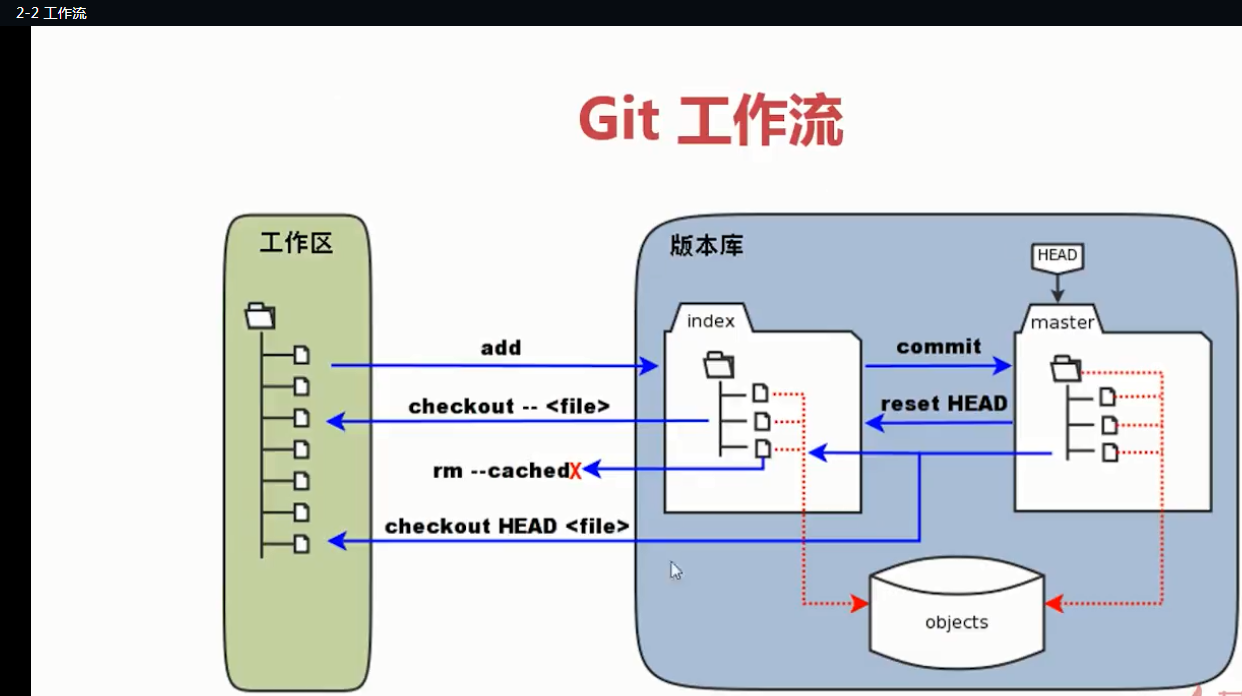 2-2 工作流
Git 工作流
工作区
版本库
HEAD
index
master
add
commit
checkout -- <file>
reset HEAD
rm --cachedX
checkout HEAD <file>
objects